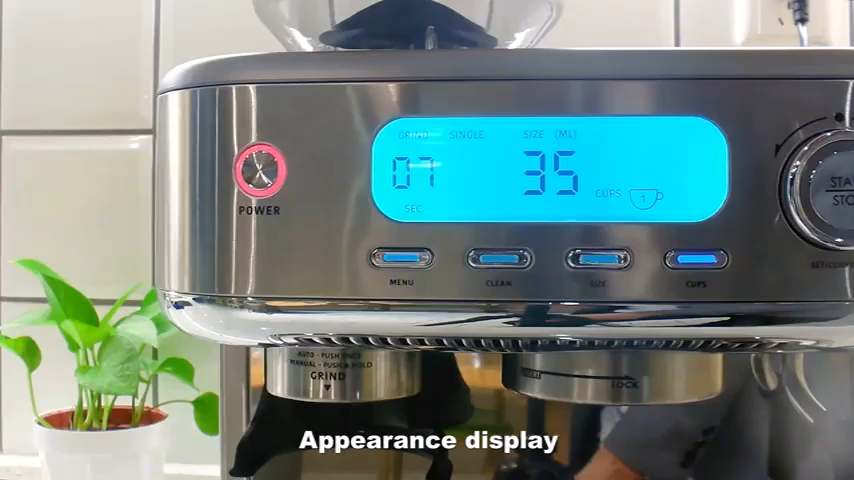 GRIND SINGLE SIZE (ML)
07 35
CUPS 1
SEC
POWER
MENU CLEAN SIZE CUPS
AUTO - PUSH ONCE
MANUAL - PUSH & HOLD
GRIND
LOCK
Appearance display